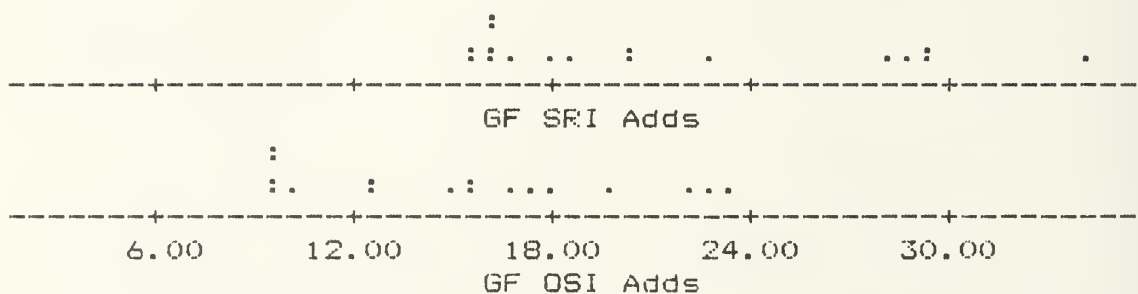 GF SRI Adds
6.00 12.00 18.00 24.00 30.00
GF OSI Adds